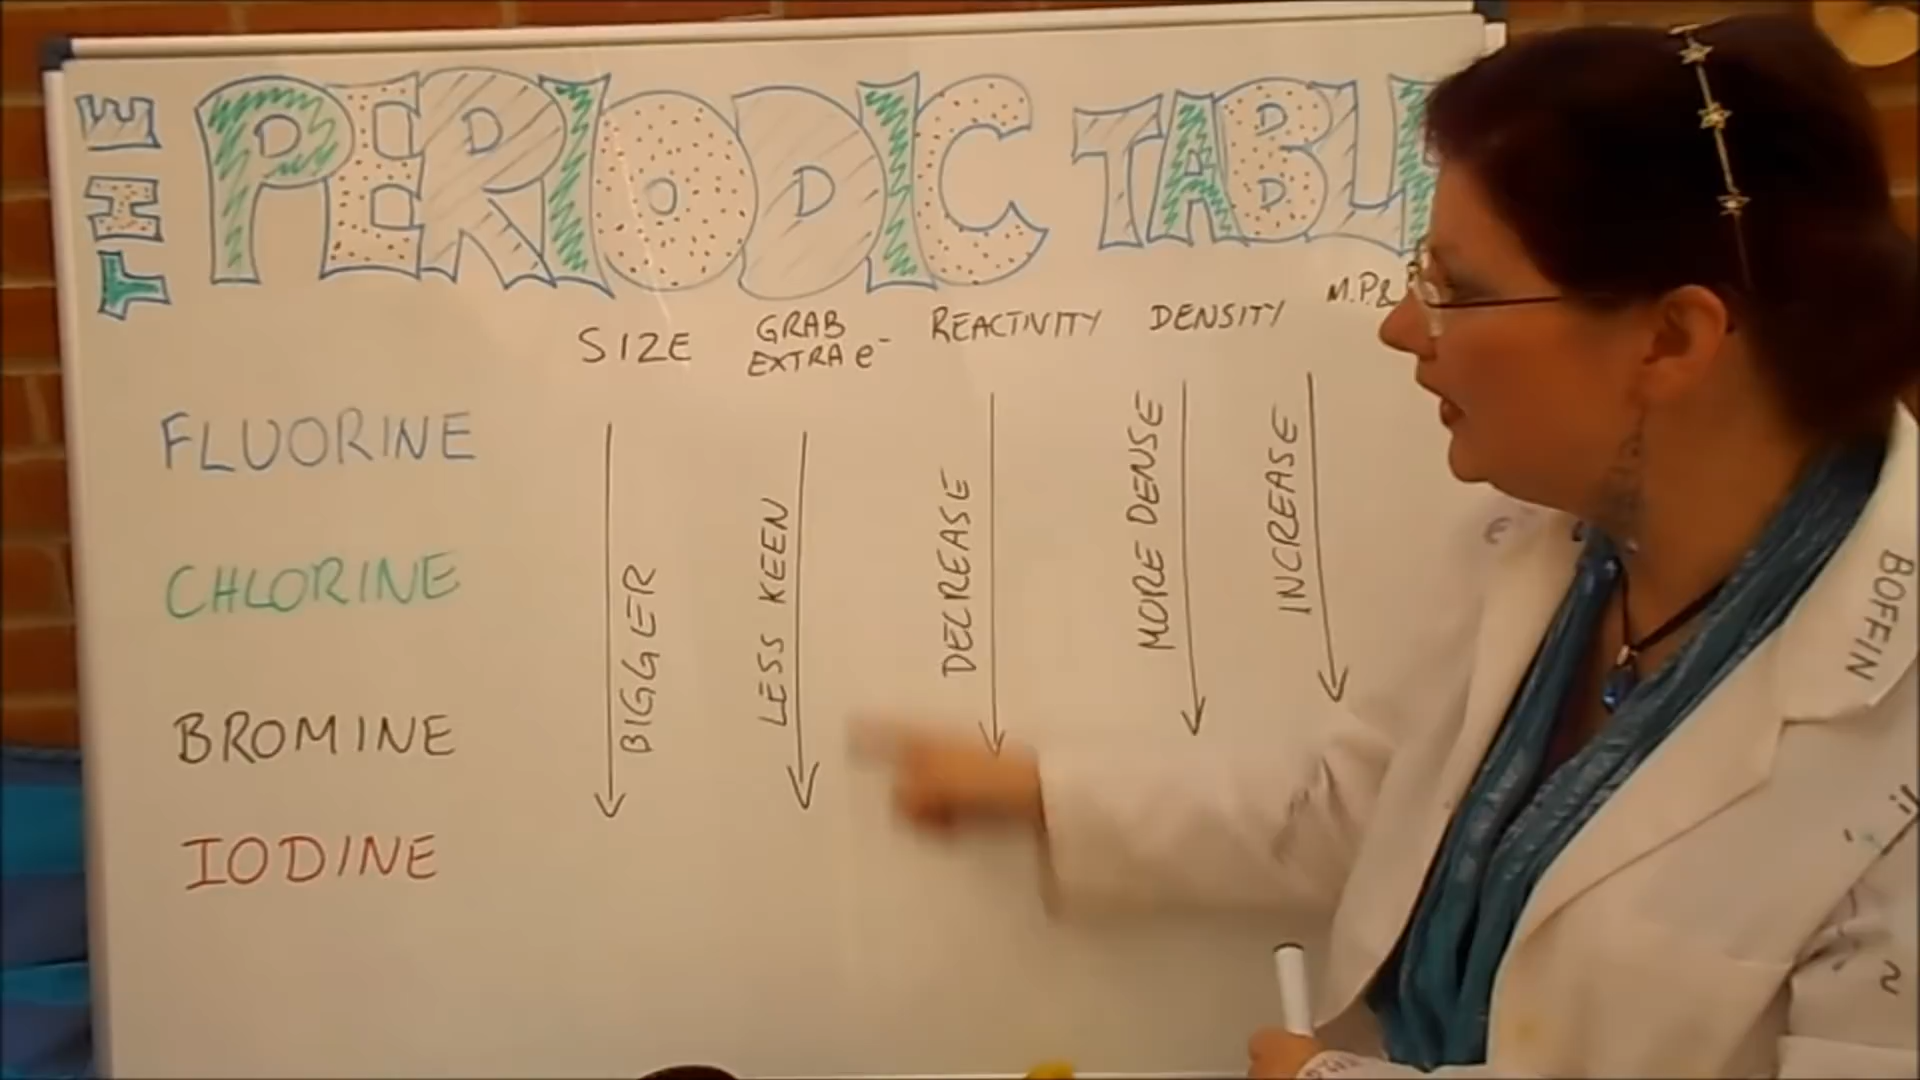 THE PERIODIC TABLE
SIZE
GRAB
EXTRA e⁻
REACTIVITY
DENSITY
M.P. &
FLUORINE
CHLORINE
BROMINE
IODINE
BIGGER
LESS KEEN
DECREASE
MORE DENSE
INCREASE
BOFFIN